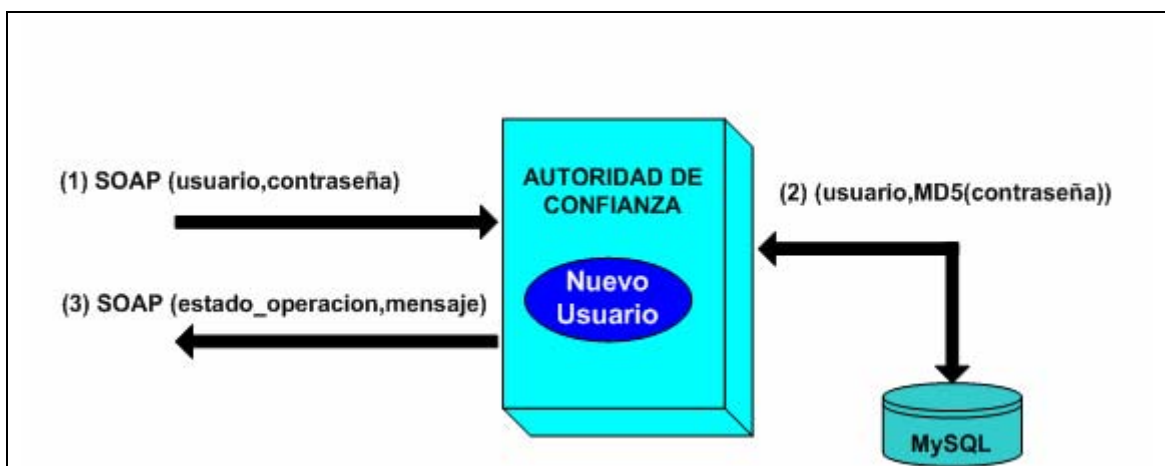 (1) SOAP (usuario,contraseña)
AUTORIDAD DE
CONFIANZA
(2) (usuario,MD5(contraseña))
Nuevo
Usuario
(3) SOAP (estado_operacion,mensaje)
MySQL